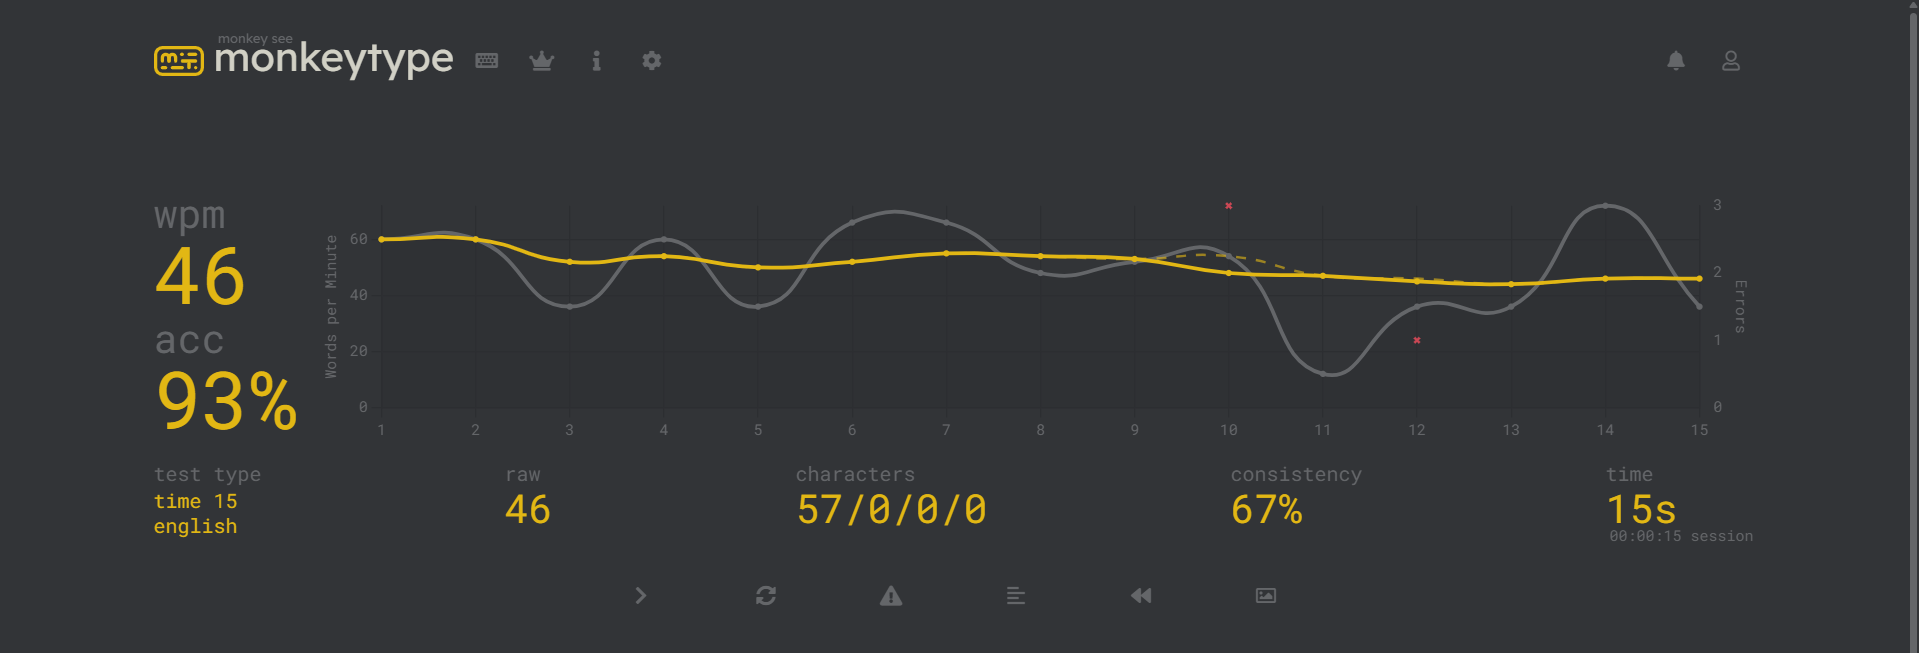 monkey see
monkeytype
wpm
46
acc
93%
Words per Minute
60
40
20
0
1 2 3 4 5 6 7 8 9 10 11 12 13 14 15
3
2
1
0
Errors
test type
time 15
english
raw
46
characters
57/0/0/0
consistency
67%
time
15s
00:00:15 session